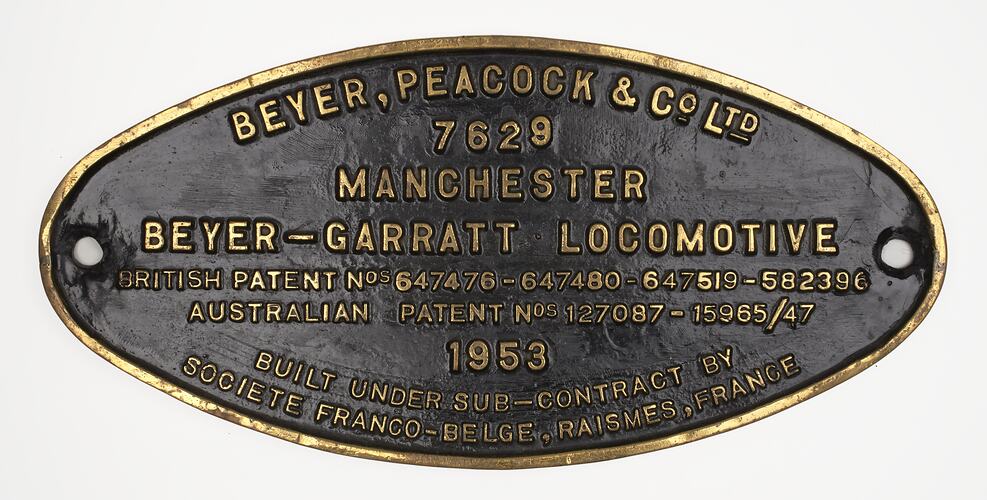 BEYER, PEACOCK & Cº LTD
7629
MANCHESTER
BEYER-GARRATT · LOCOMOTIVE
BRITISH PATENT NOS 647476-647480-647519-582396
AUSTRALIAN PATENT NOS 127087-15965/47
1953
BUILT UNDER SUB-CONTRACT BY
SOCIETE FRANCO-BELGE, RAISMES, FRANCE